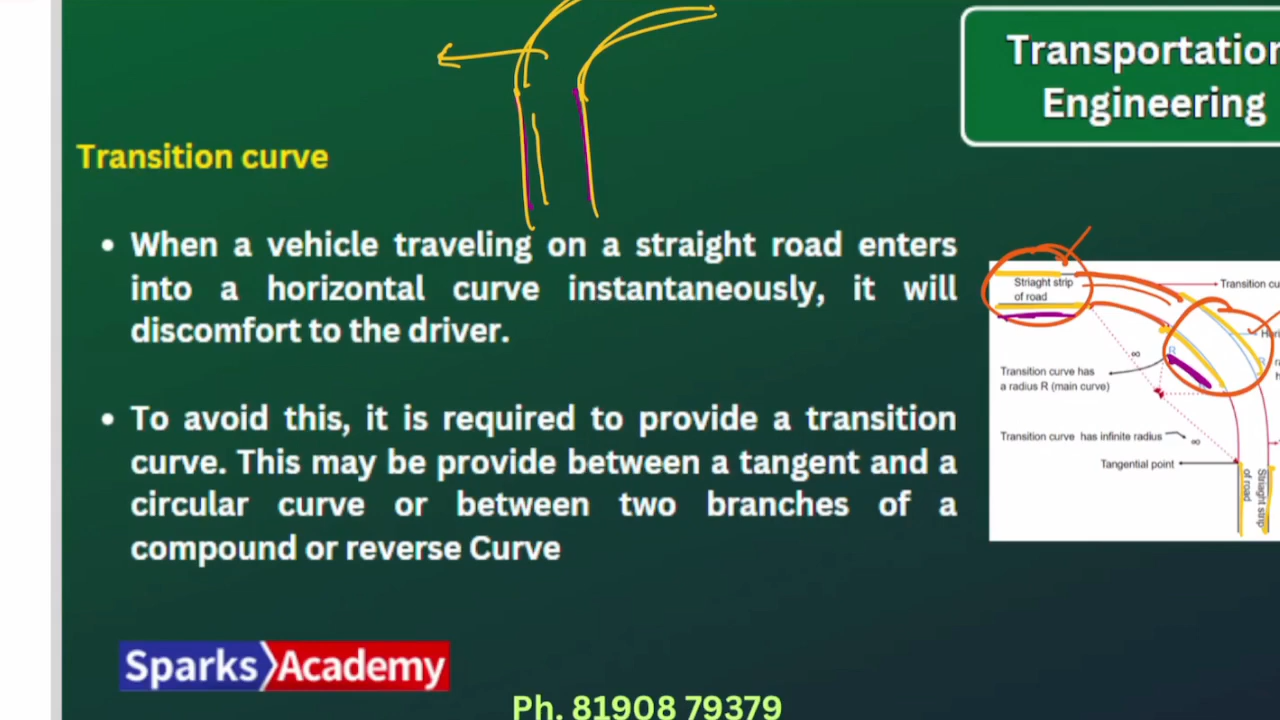 Transportation
Engineering
Transition curve
• When a vehicle traveling on a straight road enters
into a horizontal curve instantaneously, it will
discomfort to the driver.
• To avoid this, it is required to provide a transition
curve. This may be provide between a tangent and a
circular curve or between two branches of a
compound or reverse Curve
Striaght strip
of road
Transition cu
∞
R
R
Transition curve has
a radius R (main curve)
Transition curve has infinite radius
∞
Tangential point
Straight strip
of road
Sparks Academy
Ph. 81908 79379